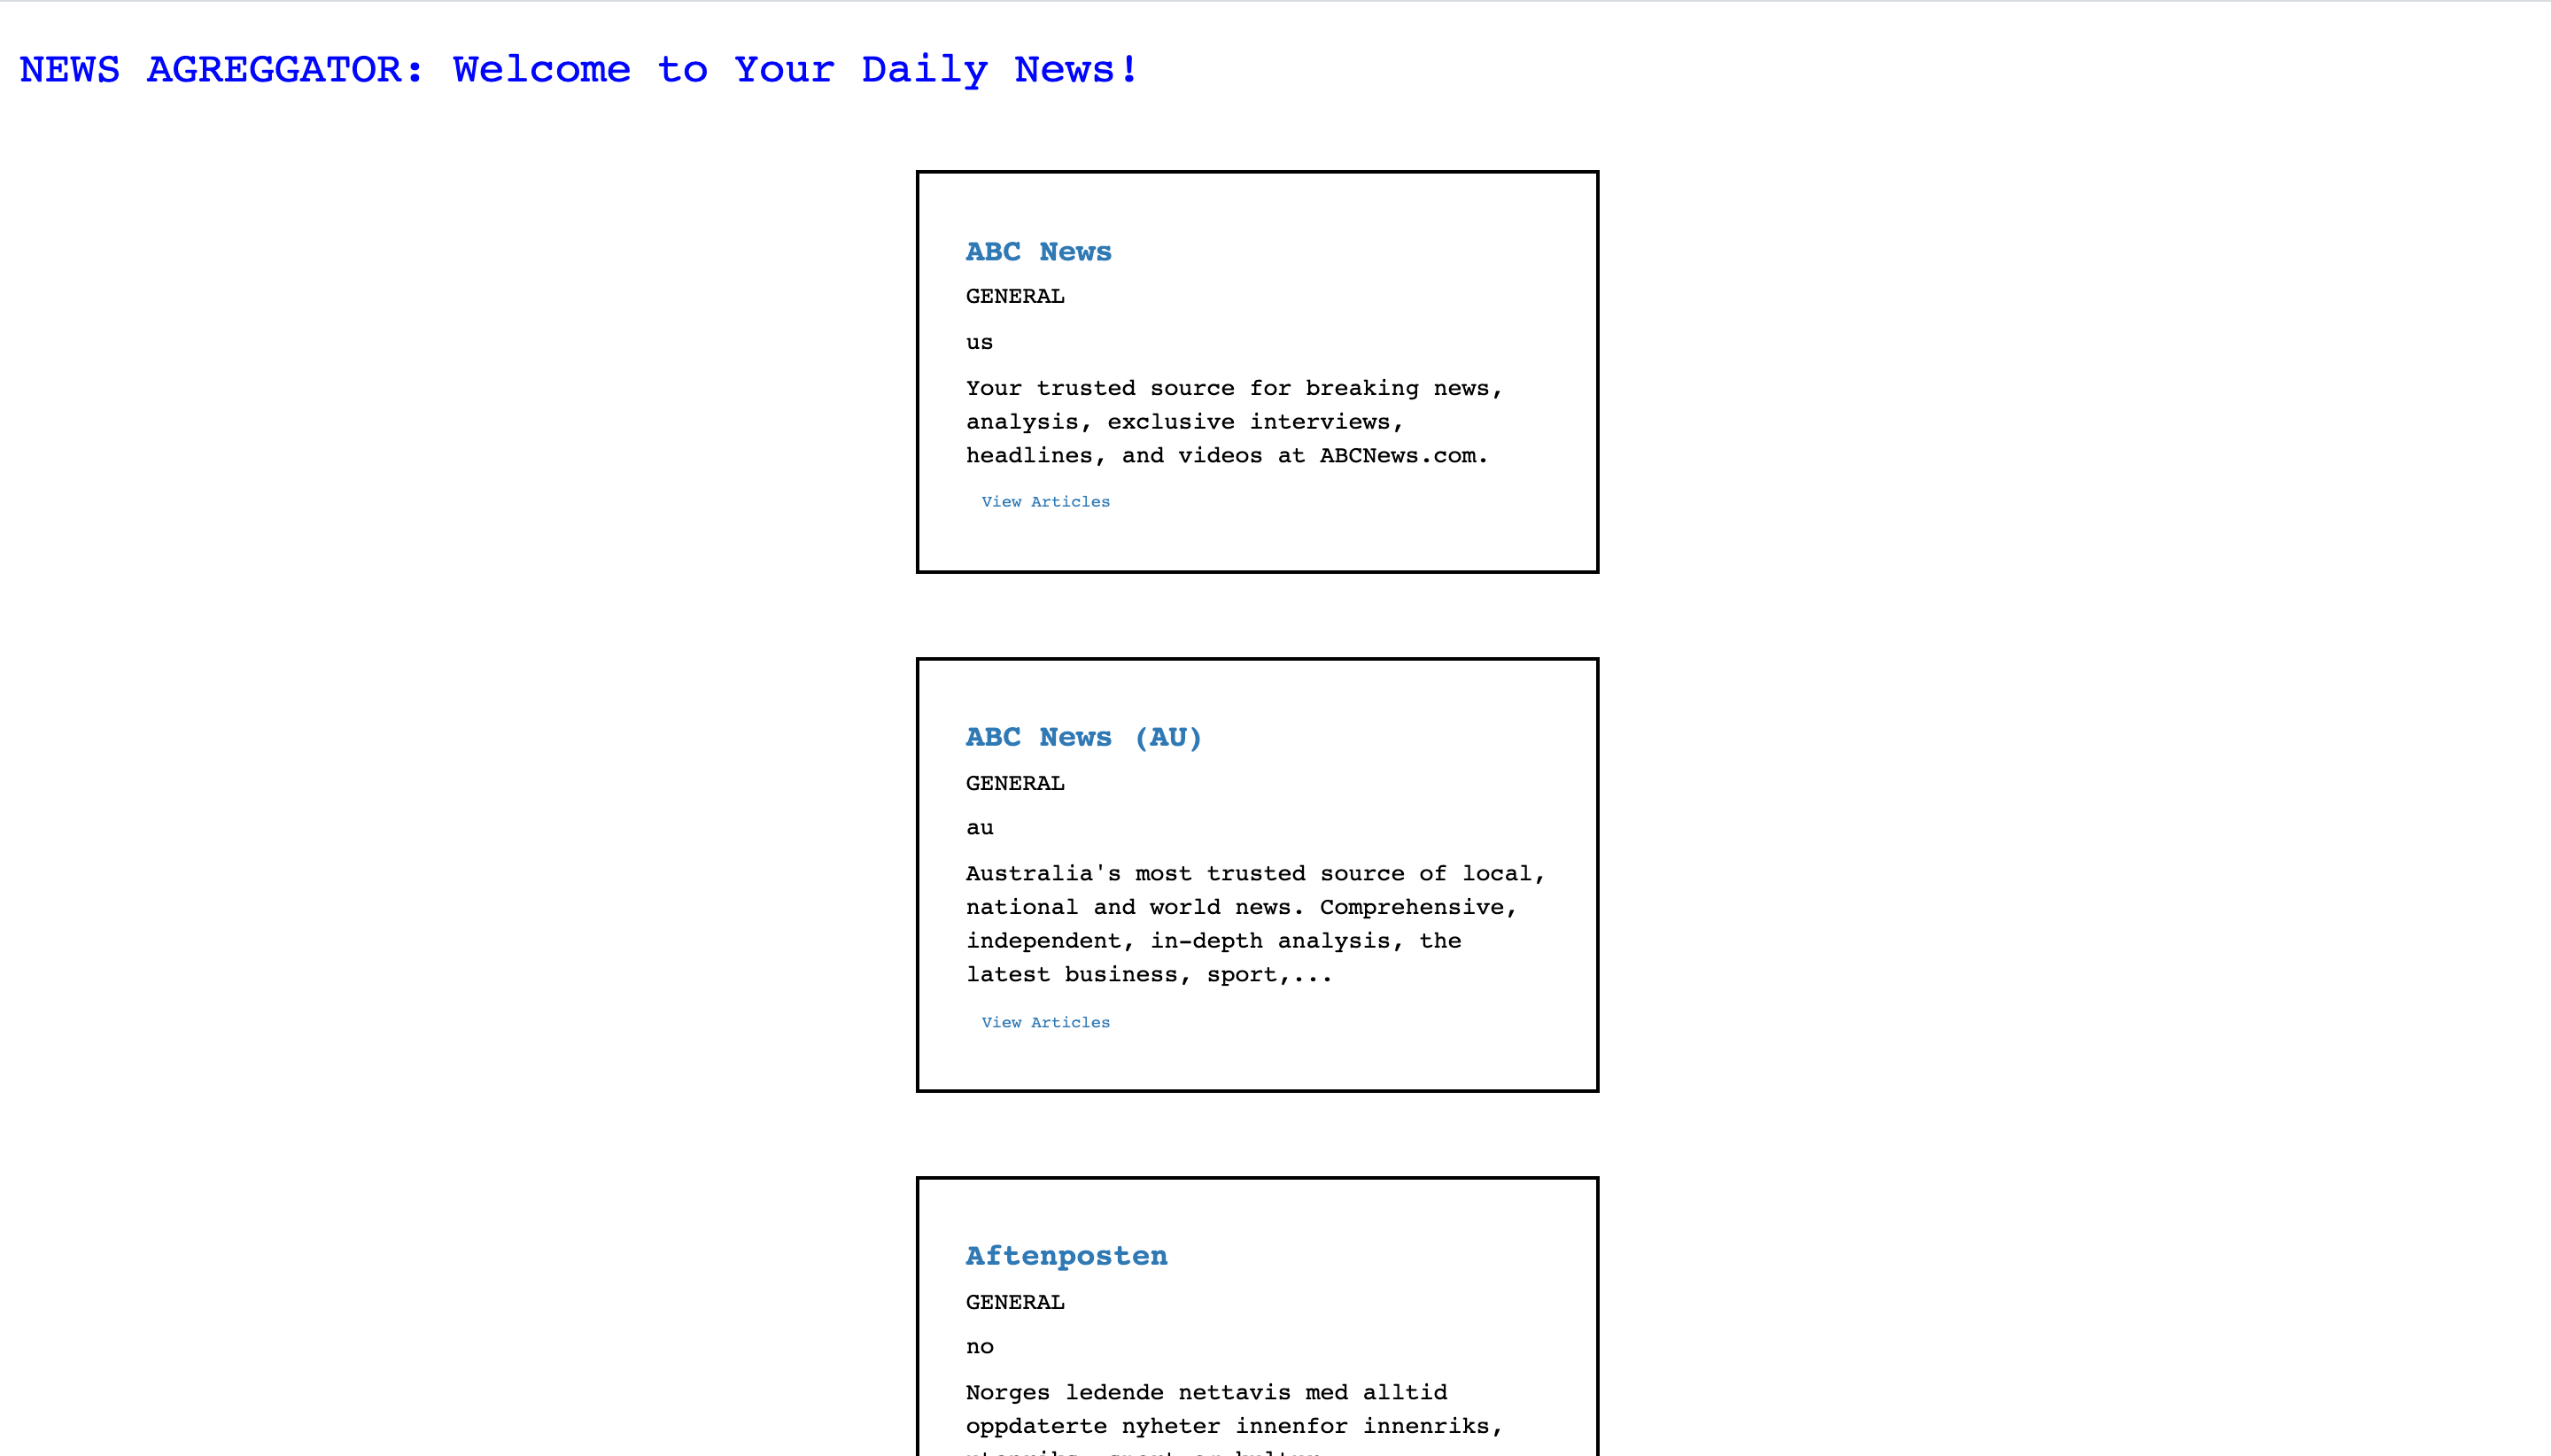 NEWS AGREGGATOR: Welcome to Your Daily News!
ABC News
GENERAL
us
Your trusted source for breaking news,
analysis, exclusive interviews,
headlines, and videos at ABCNews.com.
View Articles
ABC News (AU)
GENERAL
au
Australia's most trusted source of local,
national and world news. Comprehensive,
independent, in-depth analysis, the
latest business, sport,...
View Articles
Aftenposten
GENERAL
no
Norges ledende nettavis med alltid
oppdaterte nyheter innenfor innenriks,